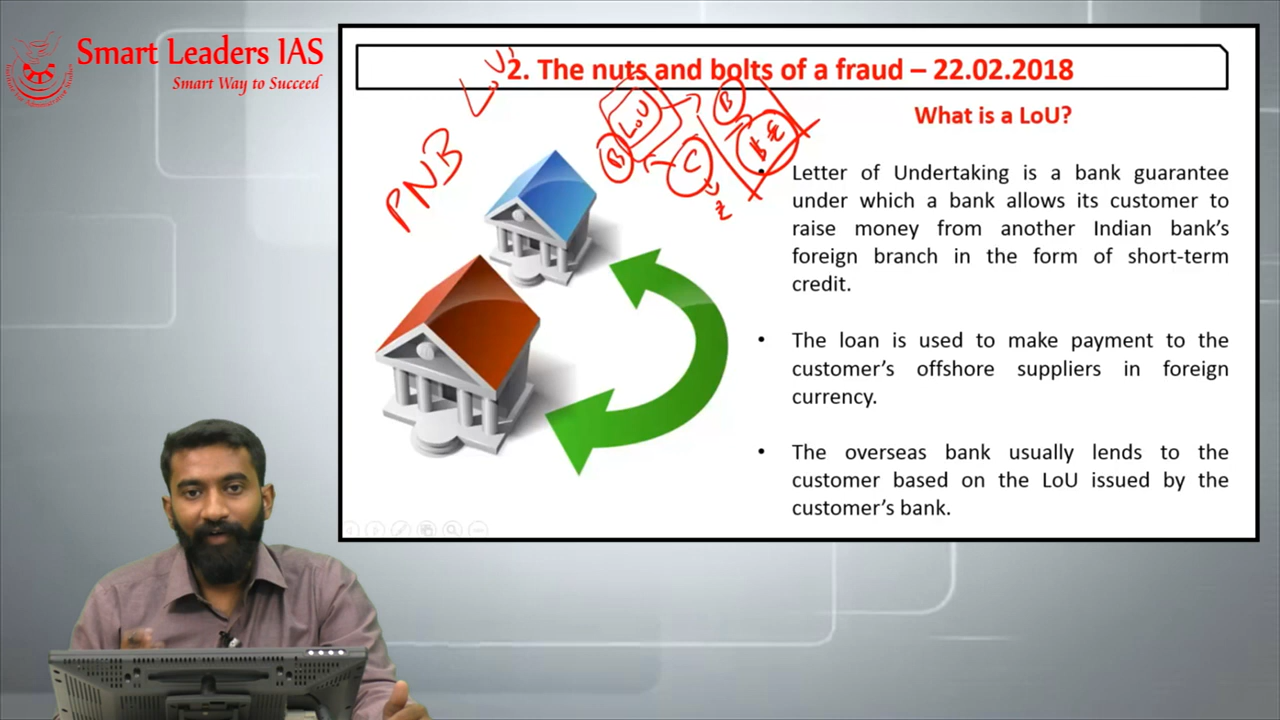 Smart Leaders IAS
Smart Way to Succeed
2. The nuts and bolts of a fraud – 22.02.2018
What is a LoU?
PNB
LoU
LoU
B
B
C
• Letter of Undertaking is a bank guarantee
under which a bank allows its customer to
raise money from another Indian bank's
foreign branch in the form of short-term
credit.
• The loan is used to make payment to the
customer's offshore suppliers in foreign
currency.
• The overseas bank usually lends to the
customer based on the LoU issued by the
customer's bank.